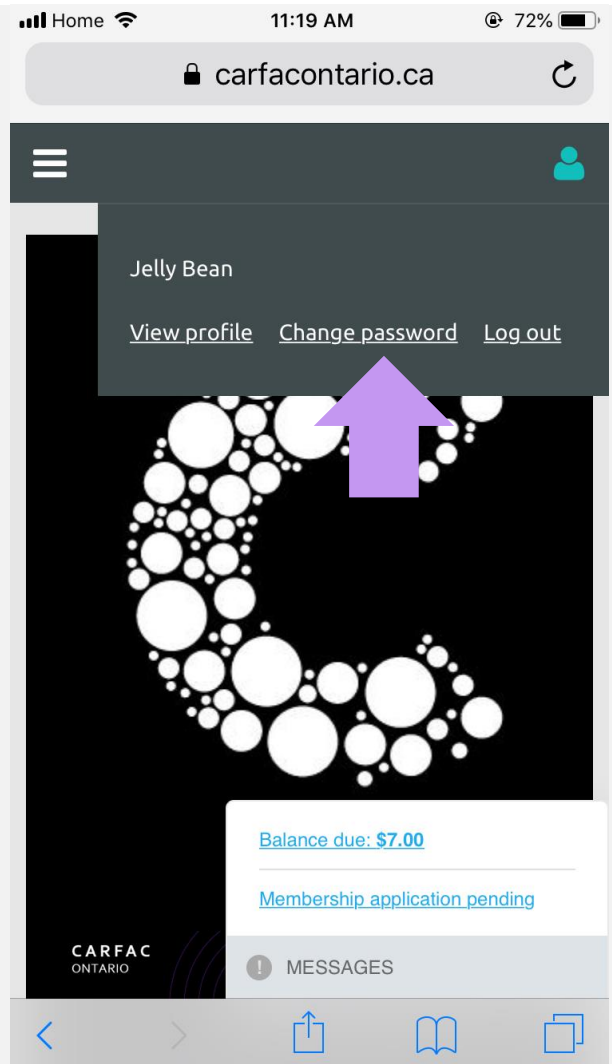 Home 11:19 AM 72%
carfacontario.ca
Jelly Bean
View profile Change password Log out
Balance due: $7.00
Membership application pending
CARFAC
ONTARIO
! MESSAGES